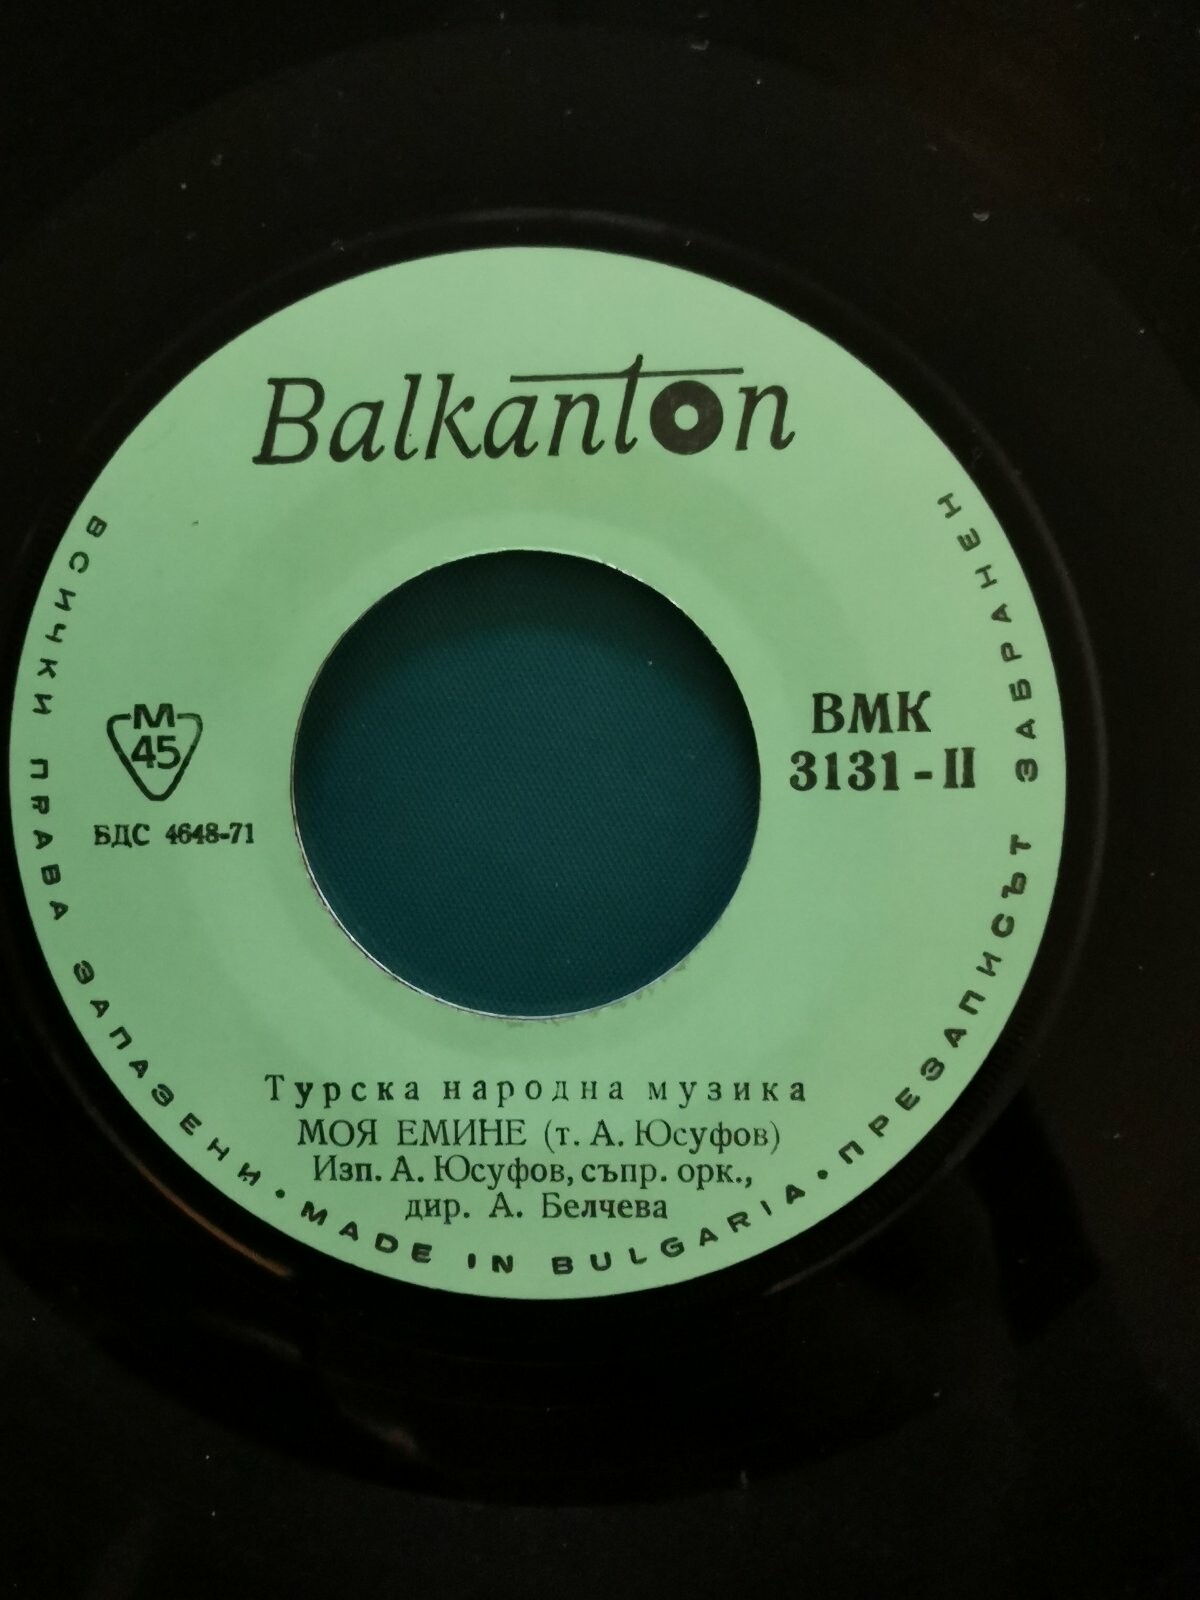 Balkanton
М
45
БДС 4648-71
ВМК
3131-II
Турска народна музика
МОЯ ЕМИНЕ (т. А. Юсуфов)
Изп. А. Юсуфов, съпр. орк.,
дир. А. Белчева
ВСИЧКИ ПРАВА ЗАПАЗЕНИ • MADE IN BULGARIA • ПРЕЗАПИСЪТ ЗАБРАНЕН